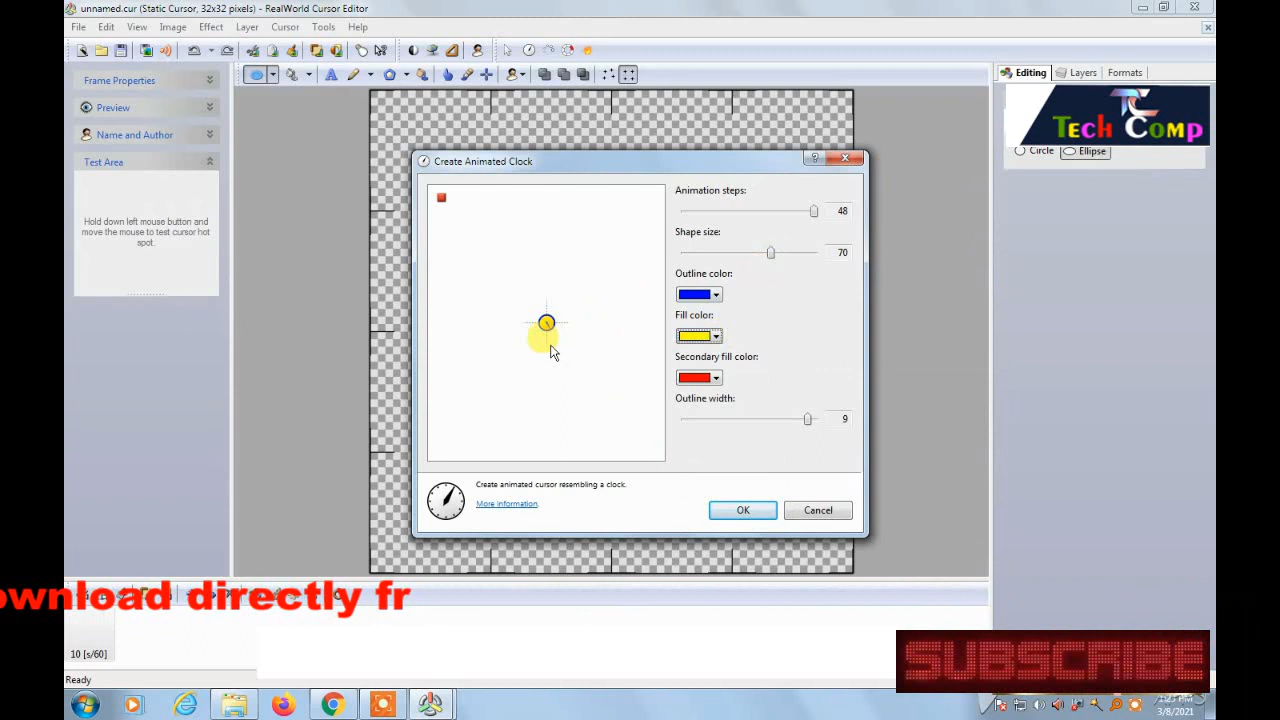 unnamed.cur (Static Cursor, 32x32 pixels) - RealWorld Cursor Editor
File Edit View Image Effect Layer Cursor Tools Help
Frame Properties
Preview
Name and Author
Test Area
Hold down left mouse button and
move the mouse to test cursor hot
spot.
Editing Layers Formats
TC
Tech Comp
Circle Ellipse
Create Animated Clock
Animation steps:
48
Shape size:
70
Outline color:
Fill color:
Secondary fill color:
Outline width:
9
Create animated cursor resembling a clock.
More information.
OK Cancel
ownload directly fr
10 [s/60]
SUBSCRIBE
Ready
3/8/2021